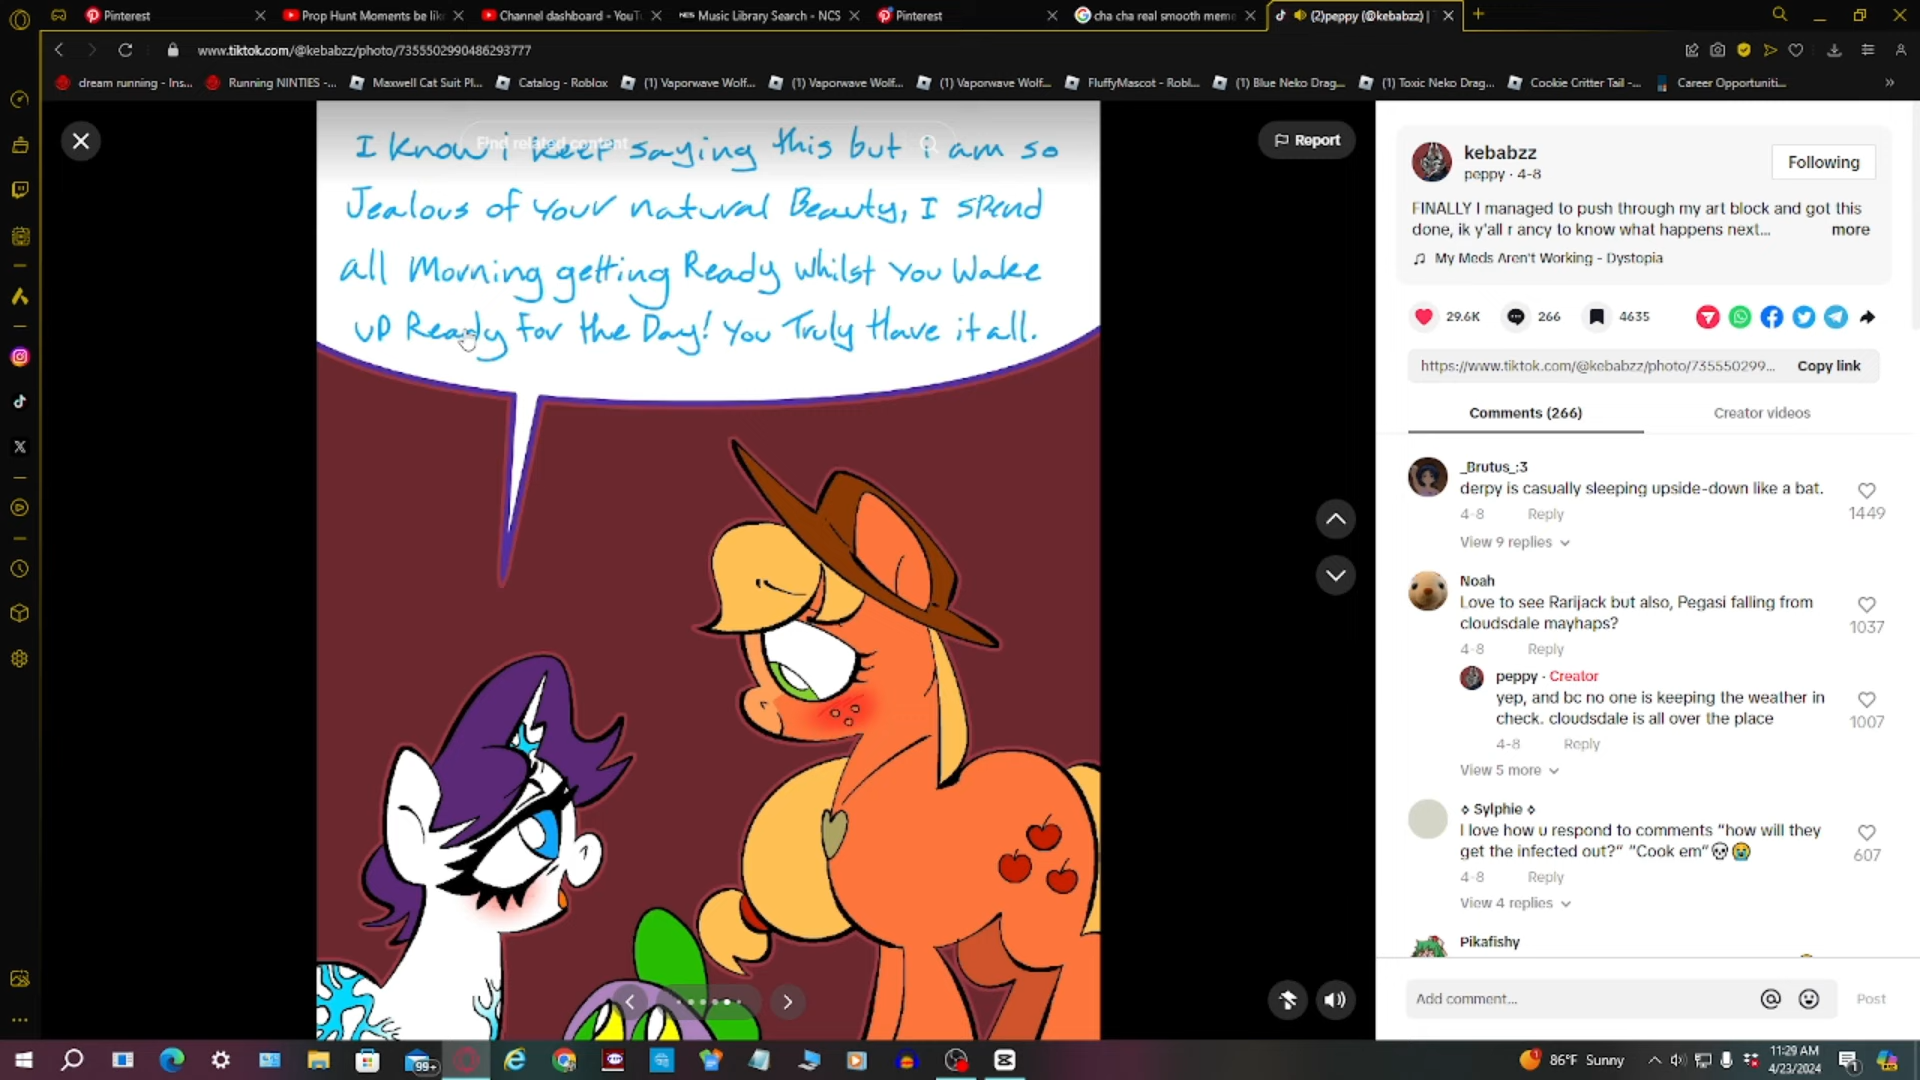 Pinterest
Prop Hunt Moments be lik
Channel dashboard - YouTu
NCS Music Library Search - NCS
Pinterest
cha cha real smooth meme
(2)peppy (@kebabzz) |
www.tiktok.com/@kebabzz/photo/7355502990486293777
dream running - Ins...
Running NINTIES -...
Maxwell Cat Suit Pl...
Catalog - Roblox
(1) Vaporwave Wolf...
(1) Vaporwave Wolf...
(1) Vaporwave Wolf...
FluffyMascot - Robl...
(1) Blue Neko Drag...
(1) Toxic Neko Drag...
Cookie Critter Tail -...
Career Opportuniti...
Find related content
Report
I Know i keep saying this but i am so
Jealous of your natural Beauty, I spend
all Morning getting Ready whilst You Wake
up Ready for the Day! You Truly Have it all.
kebabzz
peppy · 4-8
Following
FINALLY I managed to push through my art block and got this
done, ik y'all r ancy to know what happens next...
more
My Meds Aren't Working - Dystopia
29.6K
266
4635
https://www.tiktok.com/@kebabzz/photo/735550299...
Copy link
Comments (266)
Creator videos
_Brutus_:3
derpy is casually sleeping upside-down like a bat.
4-8 Reply
1449
View 9 replies
Noah
Love to see Rarijack but also, Pegasi falling from
cloudsdale mayhaps?
1037
4-8 Reply
peppy · Creator
yep, and bc no one is keeping the weather in
check. cloudsdale is all over the place
1007
4-8 Reply
View 5 more
⬦ Sylphie ⬦
I love how u respond to comments “how will they
get the infected out?“ ”Cook em“💀😭
607
4-8 Reply
View 4 replies
Pikafishy
Add comment...
Post
99+
86°F Sunny
11:29 AM
4/23/2024
1